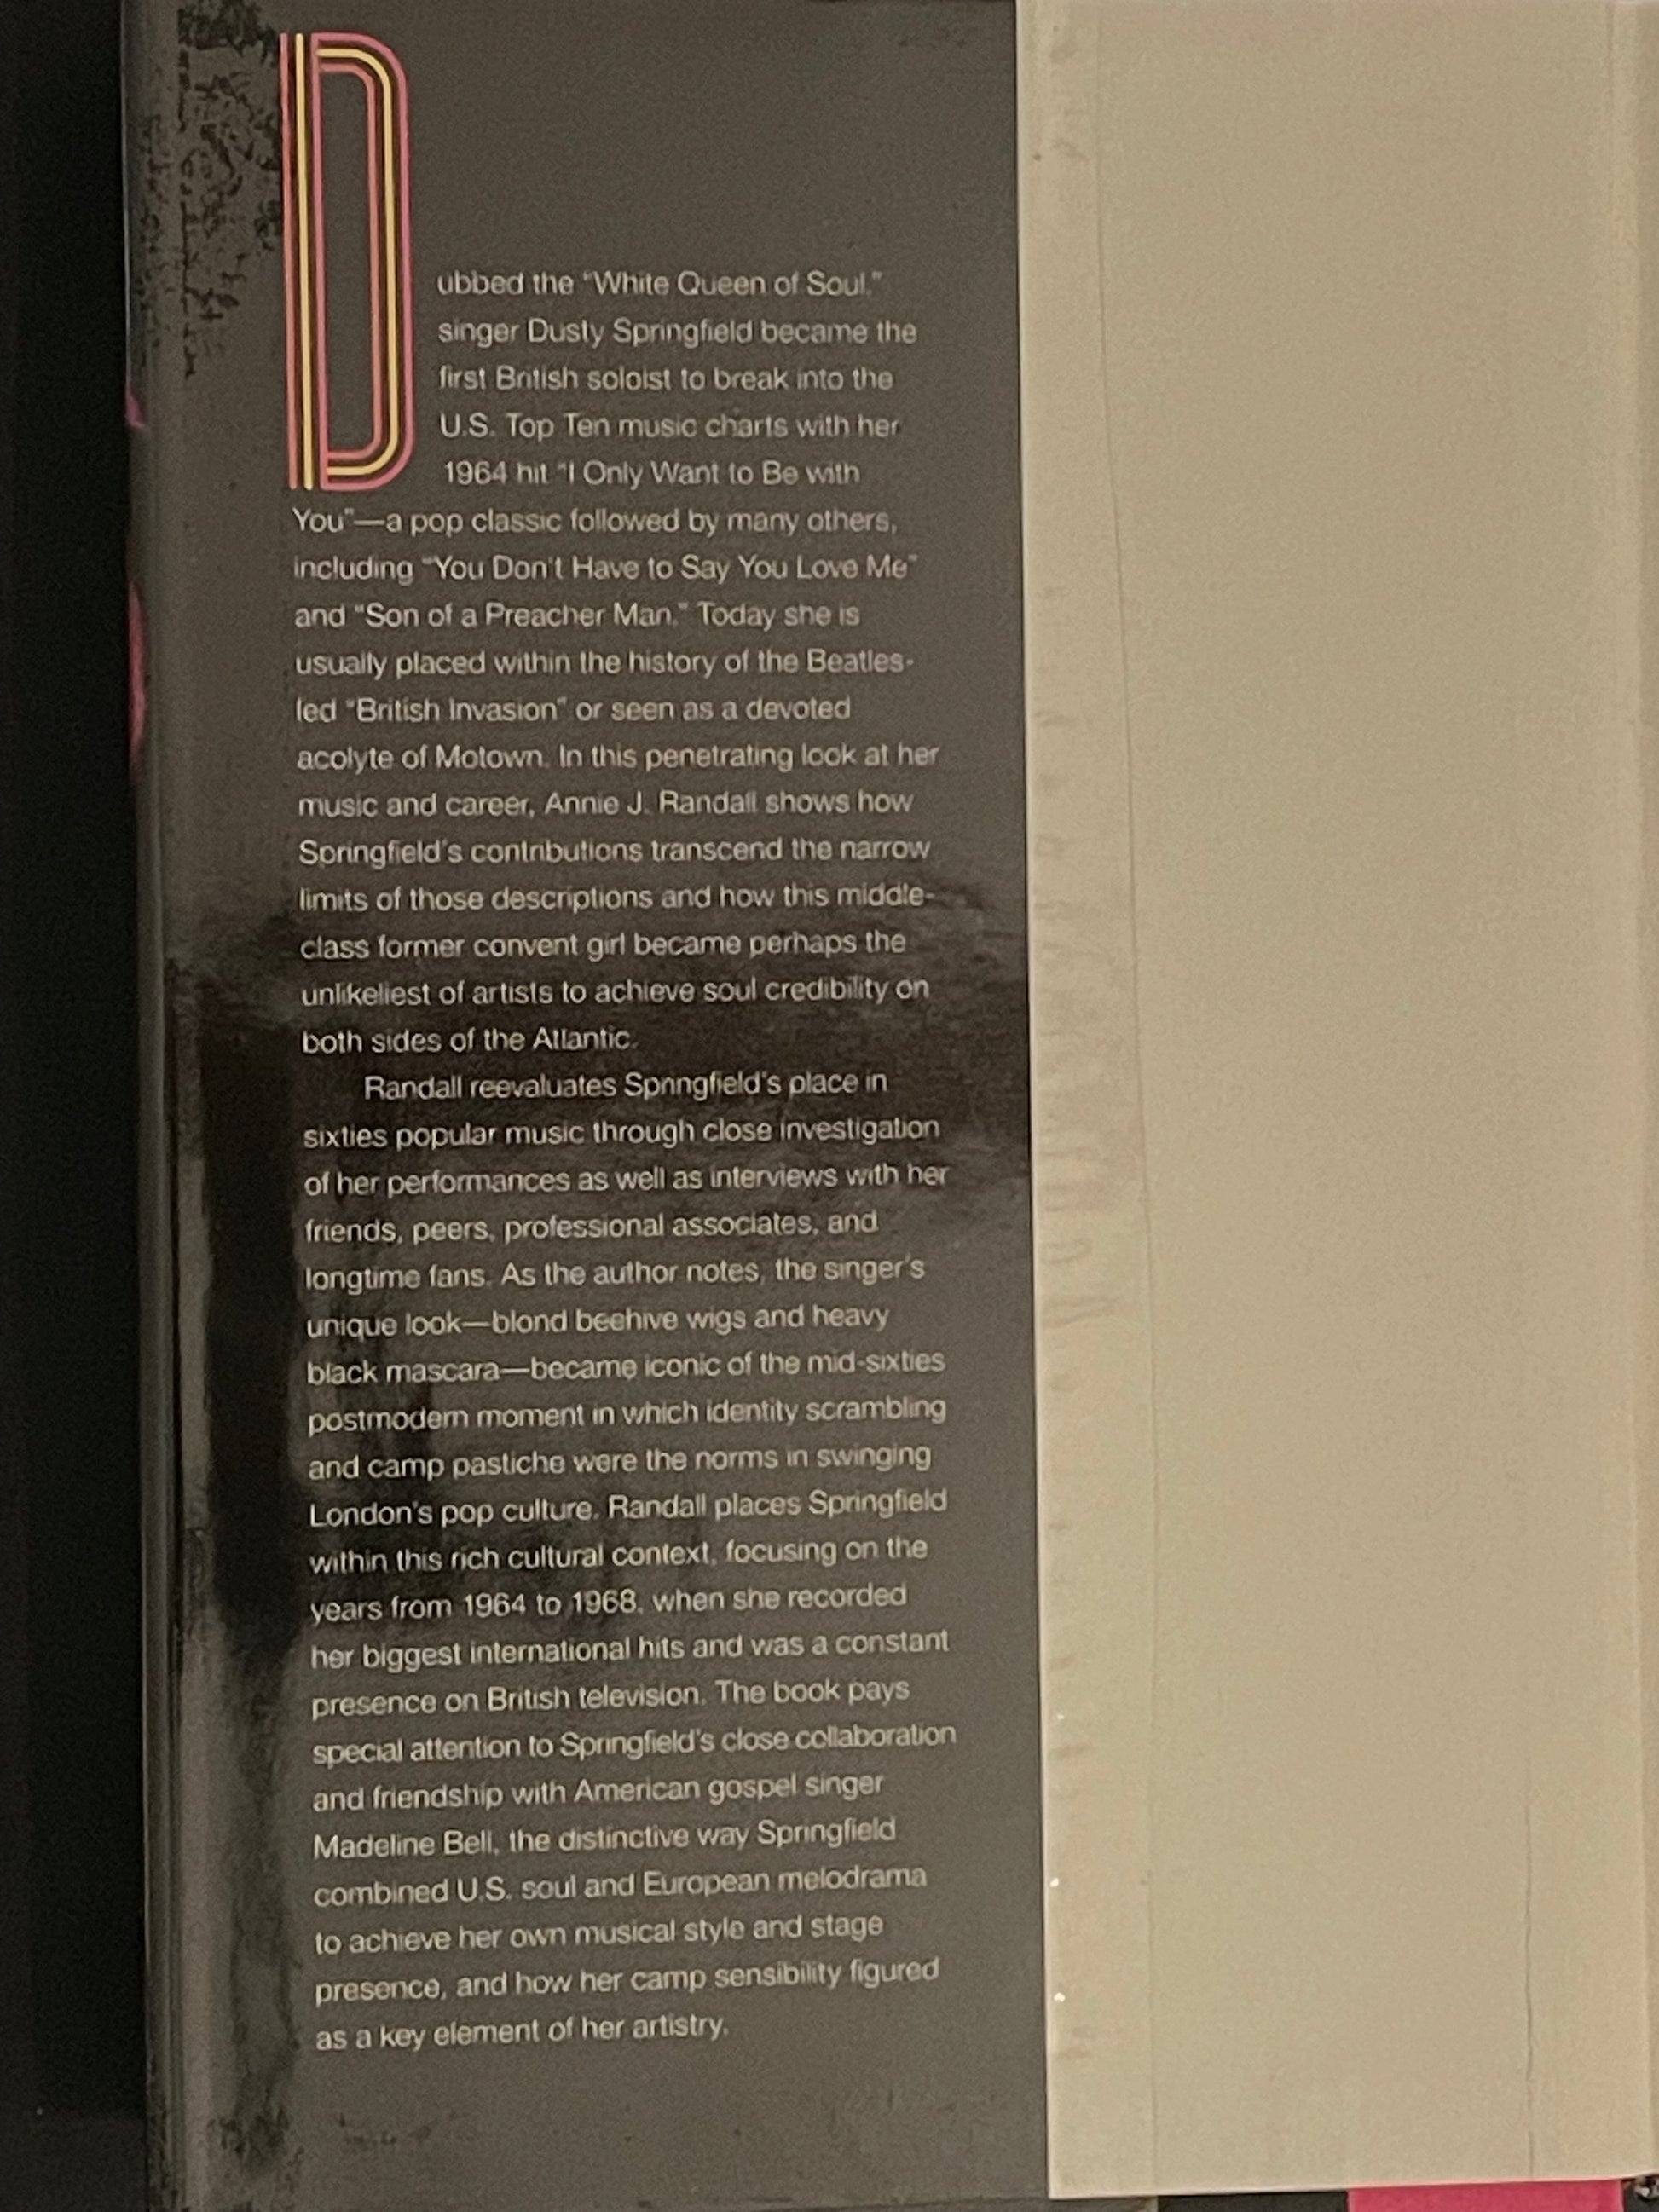 Dubbed the “White Queen of Soul,”
singer Dusty Springfield became the
first British soloist to break into the
U.S. Top Ten music charts with her
1964 hit “I Only Want to Be with
You”—a pop classic followed by many others,
including “You Don’t Have to Say You Love Me”
and “Son of a Preacher Man.” Today she is
usually placed within the history of the Beatles-
led “British Invasion” or seen as a devoted
acolyte of Motown. In this penetrating look at her
music and career, Annie J. Randall shows how
Springfield’s contributions transcend the narrow
limits of those descriptions and how this middle-
class former convent girl became perhaps the
unlikeliest of artists to achieve soul credibility on
both sides of the Atlantic.
Randall reevaluates Springfield’s place in
sixties popular music through close investigation
of her performances as well as interviews with her
friends, peers, professional associates, and
longtime fans. As the author notes, the singer’s
unique look—blond beehive wigs and heavy
black mascara—became iconic of the mid-sixties
postmodern moment in which identity scrambling
and camp pastiche were the norms in swinging
London’s pop culture. Randall places Springfield
within this rich cultural context, focusing on the
years from 1964 to 1968, when she recorded
her biggest international hits and was a constant
presence on British television. The book pays
special attention to Springfield’s close collaboration
and friendship with American gospel singer
Madeline Bell, the distinctive way Springfield
combined U.S. soul and European melodrama
to achieve her own musical style and stage
presence, and how her camp sensibility figured
as a key element of her artistry.